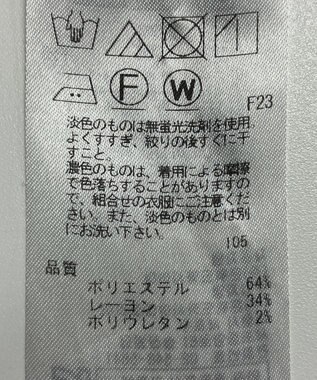 F W
F23
淡色のものは無蛍光洗剤を使用
よくすすぎ、絞りの後すぐに干
すこと。
濃色のものは、着用による摩擦
で色落ちすることがありますの
で、組合せの衣服にご注意くだ
さい。また、淡色のものとは別
にお洗い下さい。
105
品質
ポリエステル 64%
レーヨン 34%
ポリウレタン 2%